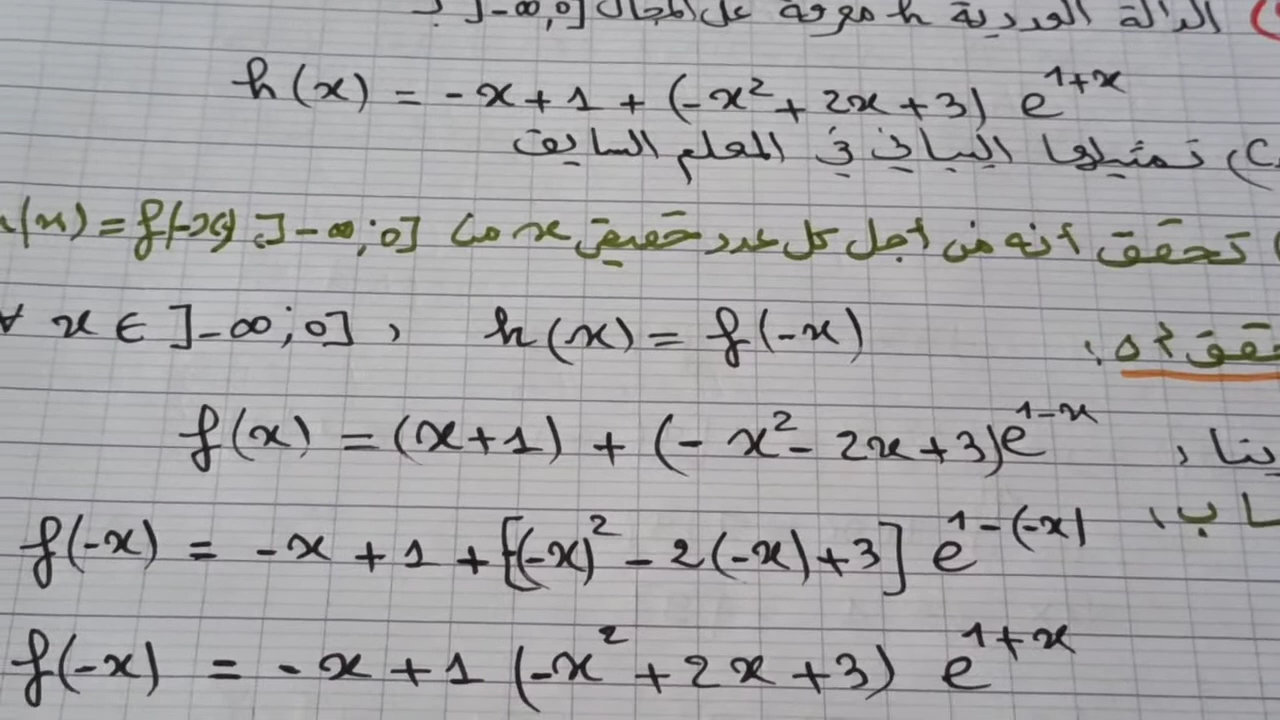 الدالة العددية h معرفة على المجال ]-∞,0]
h(x) = -x+1 + (-x²+2x+3) e^{1+x}
تمثيلها البياني في المعلم السابق
تحقق أنه من أجل كل عدد حقيقي x من ]-∞;0] : (x)=f(-x)
∀ x ∈ ]-∞;0] , h(x) = f(-x)
f(x) = (x+1) + (-x²-2x+3)e^{1-x}
f(-x) = -x+1+[(-x)²-2(-x)+3] e^{1-(-x)}
f(-x) = -x+1 (-x²+2x+3) e^{1+x}